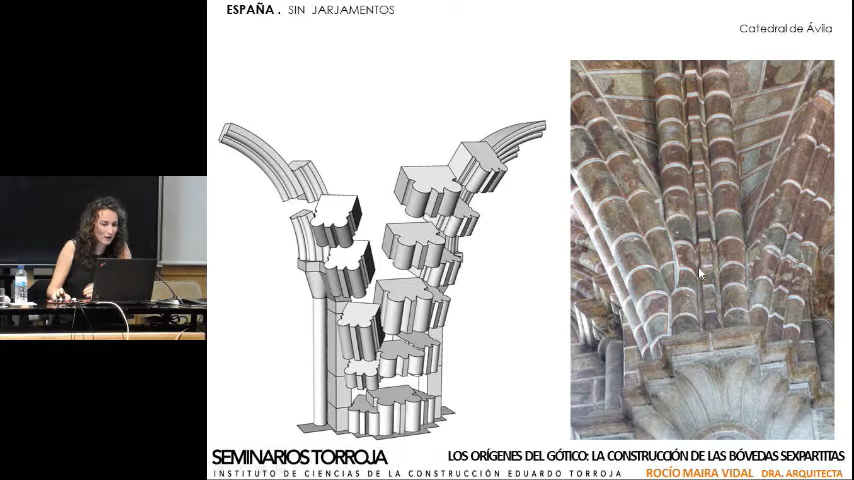 ESPAÑA . SIN JARJAMENTOS
Catedral de Ávila
SEMINARIOS TORROJA
LOS ORÍGENES DEL GÓTICO: LA CONSTRUCCIÓN DE LAS BÓVEDAS SEXPARTITAS
INSTITUTO DE CIENCIAS DE LA CONSTRUCCIÓN EDUARDO TORROJA
ROCÍO MAIRA VIDAL DRA. ARQUITECTA